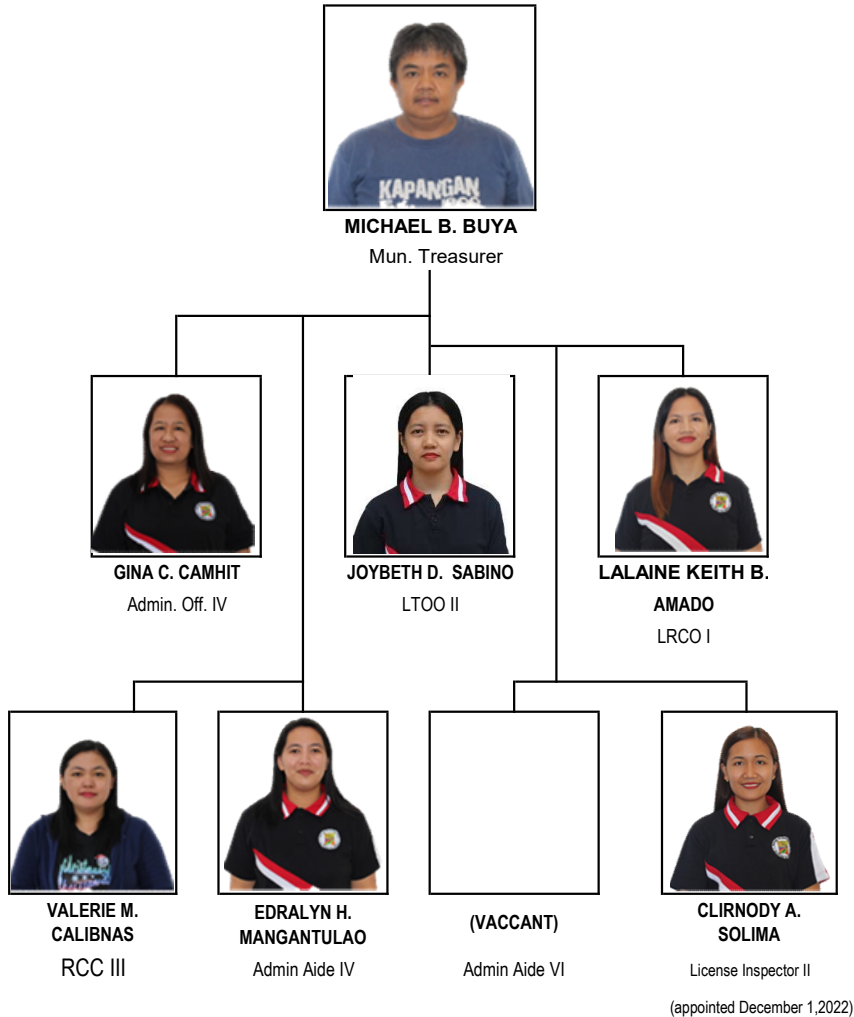 KAPANGAN
MICHAEL B. BUYA
Mun. Treasurer
GINA C. CAMHIT
Admin. Off. IV
JOYBETH D. SABINO
LTOO II
LALAINE KEITH B.
AMADO
LRCO I
VALERIE M.
CALIBNAS
RCC III
EDRALYN H.
MANGANTULAO
Admin Aide IV
(VACCANT)
Admin Aide VI
CLIRNODY A.
SOLIMA
License Inspector II
(appointed December 1,2022)